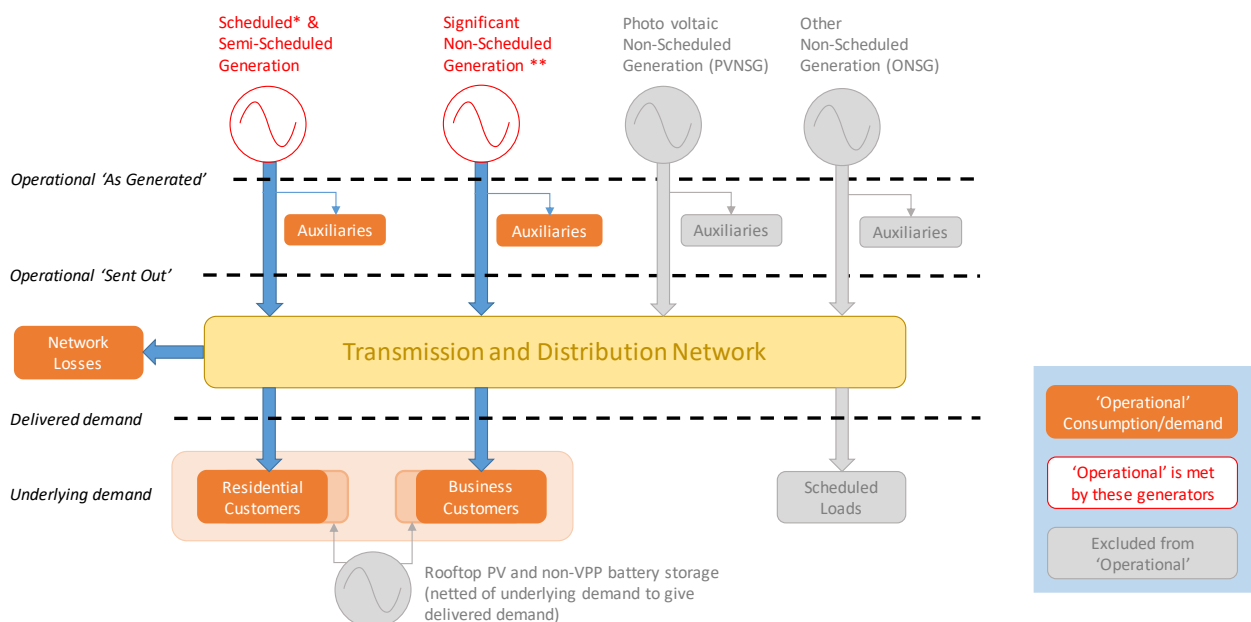 Scheduled* &
Semi-Scheduled
Generation
Significant
Non-Scheduled
Generation **
Photo voltaic
Non-Scheduled
Generation (PVNSG)
Other
Non-Scheduled
Generation (ONSG)
Operational ‘As Generated’
Auxiliaries
Auxiliaries
Auxiliaries
Auxiliaries
Operational ‘Sent Out’
Network
Losses
Transmission and Distribution Network
Delivered demand
Underlying demand
Residential
Customers
Business
Customers
Scheduled
Loads
Rooftop PV and non-VPP battery storage
(netted of underlying demand to give
delivered demand)
‘Operational’
Consumption/demand
‘Operational’ is met
by these generators
Excluded from
‘Operational’